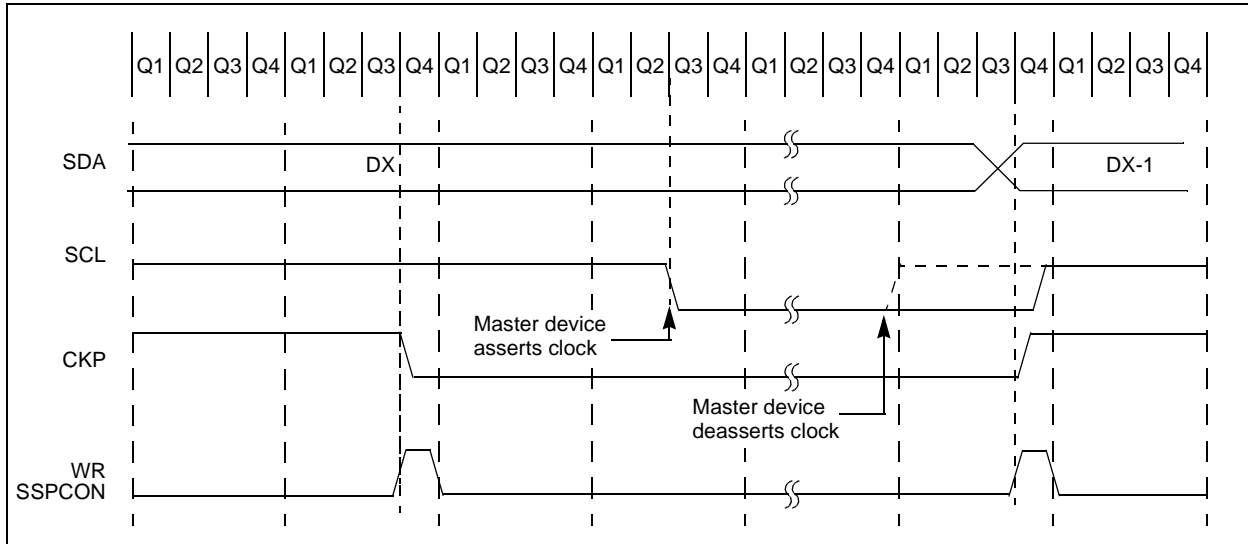 Q1 Q2 Q3 Q4 Q1 Q2 Q3 Q4 Q1 Q2 Q3 Q4 Q1 Q2 Q3 Q4 Q1 Q2 Q3 Q4 Q1 Q2 Q3 Q4 Q1 Q2 Q3 Q4
SDA
DX
DX-1
SCL
Master device
asserts clock
CKP
Master device
deasserts clock
WR
SSPCON